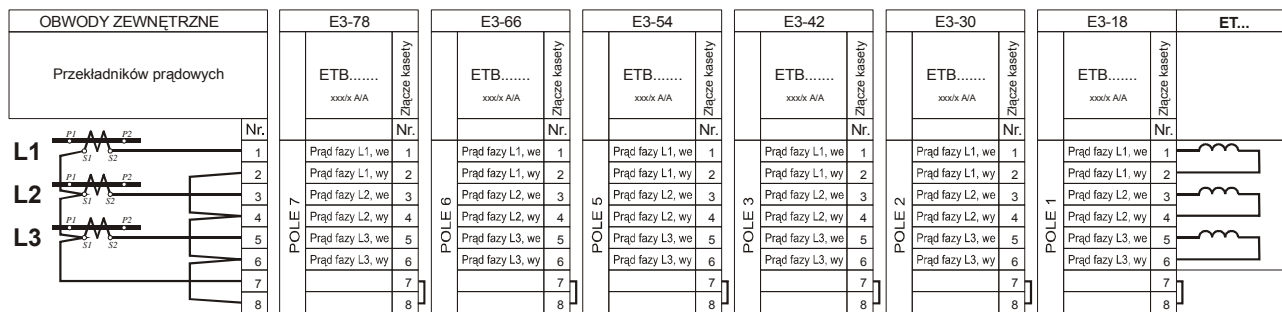 OBWODY ZEWNĘTRZNE
Przekładników prądowych
Nr.
L1
P1 P2
S1 S2
L2
P1 P2
S1 S2
L3
P1 P2
S1 S2
1
2
3
4
5
6
7
8
E3-78
ETB.......
xxx/x A/A
Złącze kasety
Nr.
POLE 7
Prąd fazy L1, we 1
Prąd fazy L1, wy 2
Prąd fazy L2, we 3
Prąd fazy L2, wy 4
Prąd fazy L3, we 5
Prąd fazy L3, wy 6
7
8
E3-66
ETB.......
xxx/x A/A
Złącze kasety
Nr.
POLE 6
Prąd fazy L1, we 1
Prąd fazy L1, wy 2
Prąd fazy L2, we 3
Prąd fazy L2, wy 4
Prąd fazy L3, we 5
Prąd fazy L3, wy 6
7
8
E3-54
ETB.......
xxx/x A/A
Złącze kasety
Nr.
POLE 5
Prąd fazy L1, we 1
Prąd fazy L1, wy 2
Prąd fazy L2, we 3
Prąd fazy L2, wy 4
Prąd fazy L3, we 5
Prąd fazy L3, wy 6
7
8
E3-42
ETB.......
xxx/x A/A
Złącze kasety
Nr.
POLE 3
Prąd fazy L1, we 1
Prąd fazy L1, wy 2
Prąd fazy L2, we 3
Prąd fazy L2, wy 4
Prąd fazy L3, we 5
Prąd fazy L3, wy 6
7
8
E3-30
ETB.......
xxx/x A/A
Złącze kasety
Nr.
POLE 2
Prąd fazy L1, we 1
Prąd fazy L1, wy 2
Prąd fazy L2, we 3
Prąd fazy L2, wy 4
Prąd fazy L3, we 5
Prąd fazy L3, wy 6
7
8
E3-18
ETB.......
xxx/x A/A
Złącze kasety
Nr.
POLE 1
Prąd fazy L1, we 1
Prąd fazy L1, wy 2
Prąd fazy L2, we 3
Prąd fazy L2, wy 4
Prąd fazy L3, we 5
Prąd fazy L3, wy 6
7
8
ET...